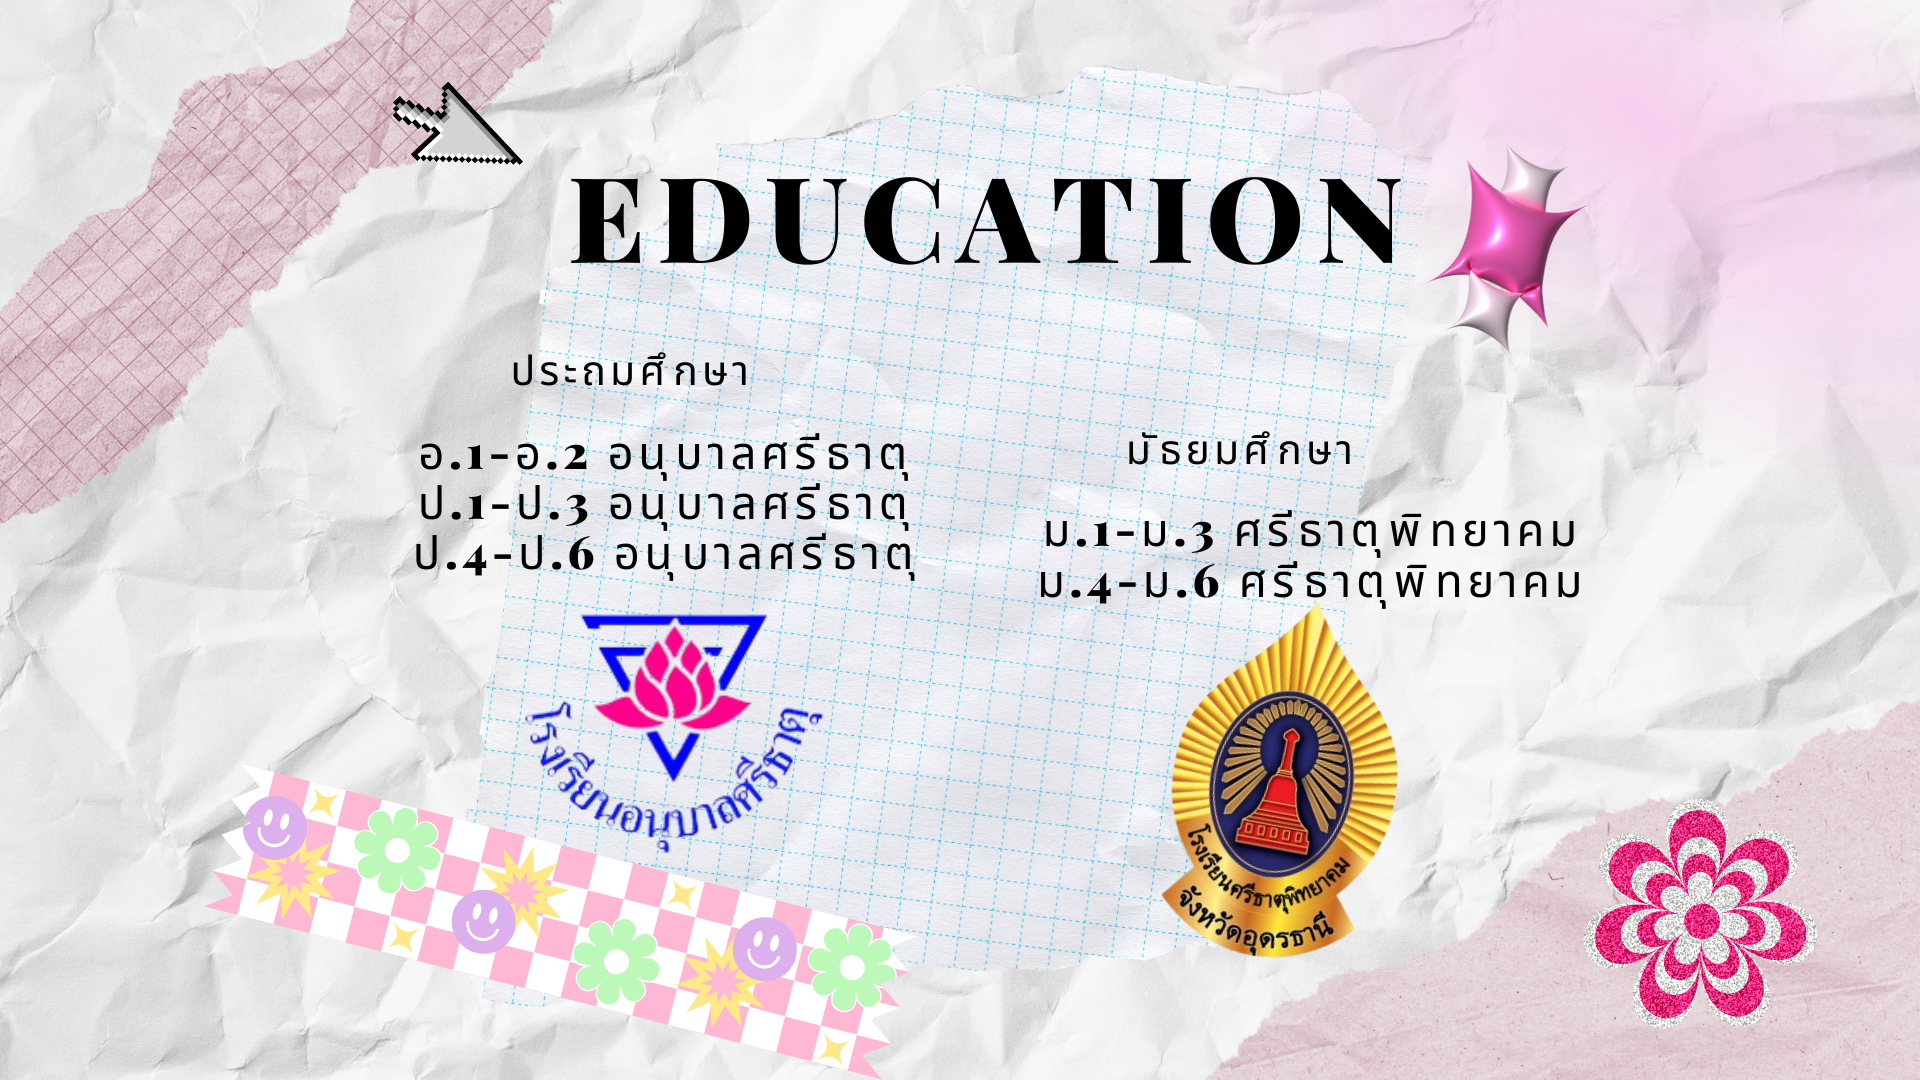 EDUCATION
ประถมศึกษา
อ.1-อ.2 อนุบาลศรีธาตุ
ป.1-ป.3 อนุบาลศรีธาตุ
ป.4-ป.6 อนุบาลศรีธาตุ
โรงเรียนอนุบาลศรีธาตุ
มัธยมศึกษา
ม.1-ม.3 ศรีธาตุพิทยาคม
ม.4-ม.6 ศรีธาตุพิทยาคม
โรงเรียนศรีธาตุพิทยาคม
จังหวัดอุดรธานี